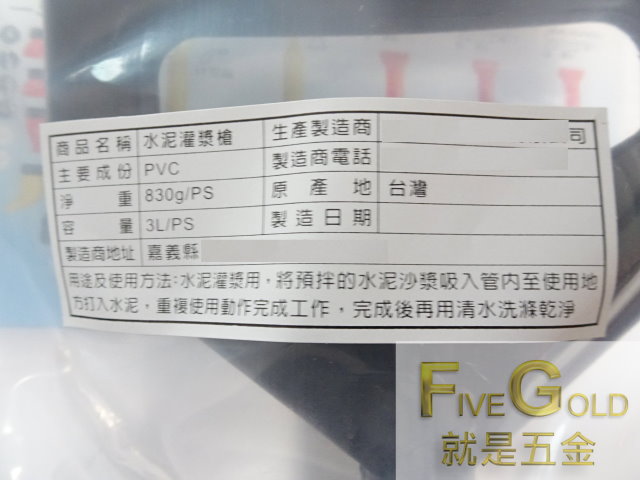 商品名稱 水泥灌漿槍 生產製造商 司
主要成份 PVC 製造商電話
淨重 830g/PS 原產地 台灣
容量 3L/PS 製造日期
製造商地址 嘉義縣
用途及使用方法:水泥灌漿用,將預拌的水泥沙漿吸入管內至使用地
方打入水泥,重複使用動作完成工作,完成後再用清水洗滌乾淨
FIVE GOLD
就是五金